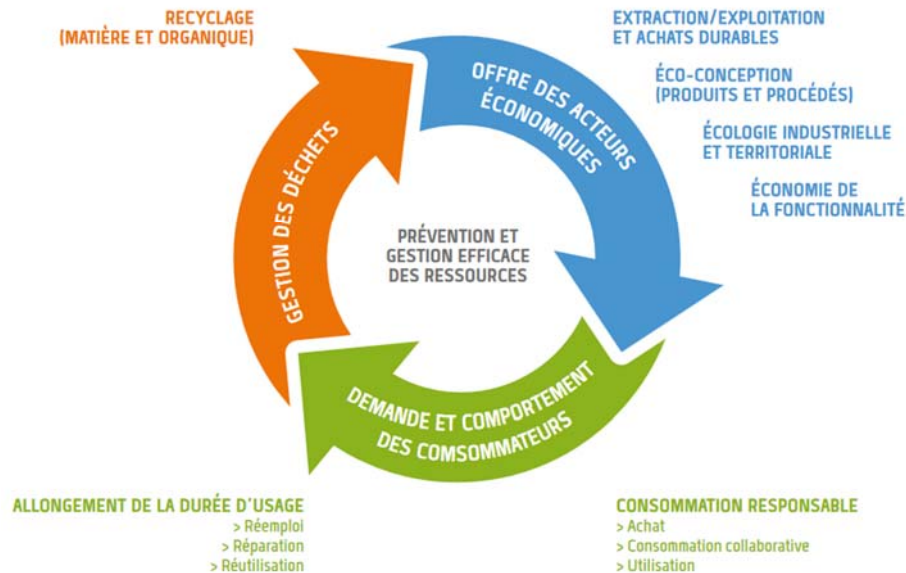 RECYCLAGE
(MATIÈRE ET ORGANIQUE)
EXTRACTION/EXPLOITATION
ET ACHATS DURABLES
ÉCO-CONCEPTION
(PRODUITS ET PROCÉDÉS)
ÉCOLOGIE INDUSTRIELLE
ET TERRITORIALE
ÉCONOMIE DE
LA FONCTIONNALITÉ
OFFRE DES ACTEURS
ÉCONOMIQUES
GESTION DES DÉCHETS
PRÉVENTION ET
GESTION EFFICACE
DES RESSOURCES
DEMANDE ET COMPORTEMENT
DES COMSOMMATEURS
ALLONGEMENT DE LA DURÉE D'USAGE
> Réemploi
> Réparation
> Réutilisation
CONSOMMATION RESPONSABLE
> Achat
> Consommation collaborative
> Utilisation